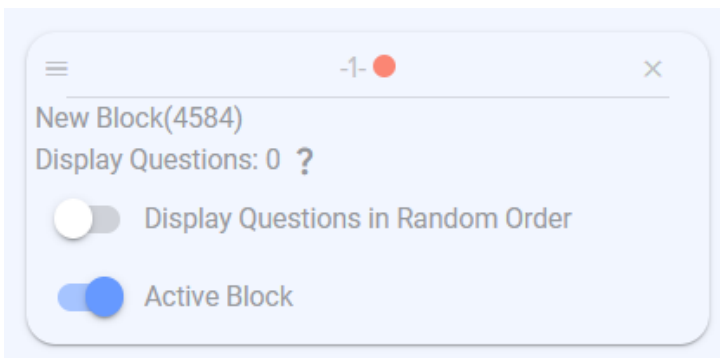 -1-
New Block(4584)
Display Questions: 0 ?
Display Questions in Random Order
Active Block